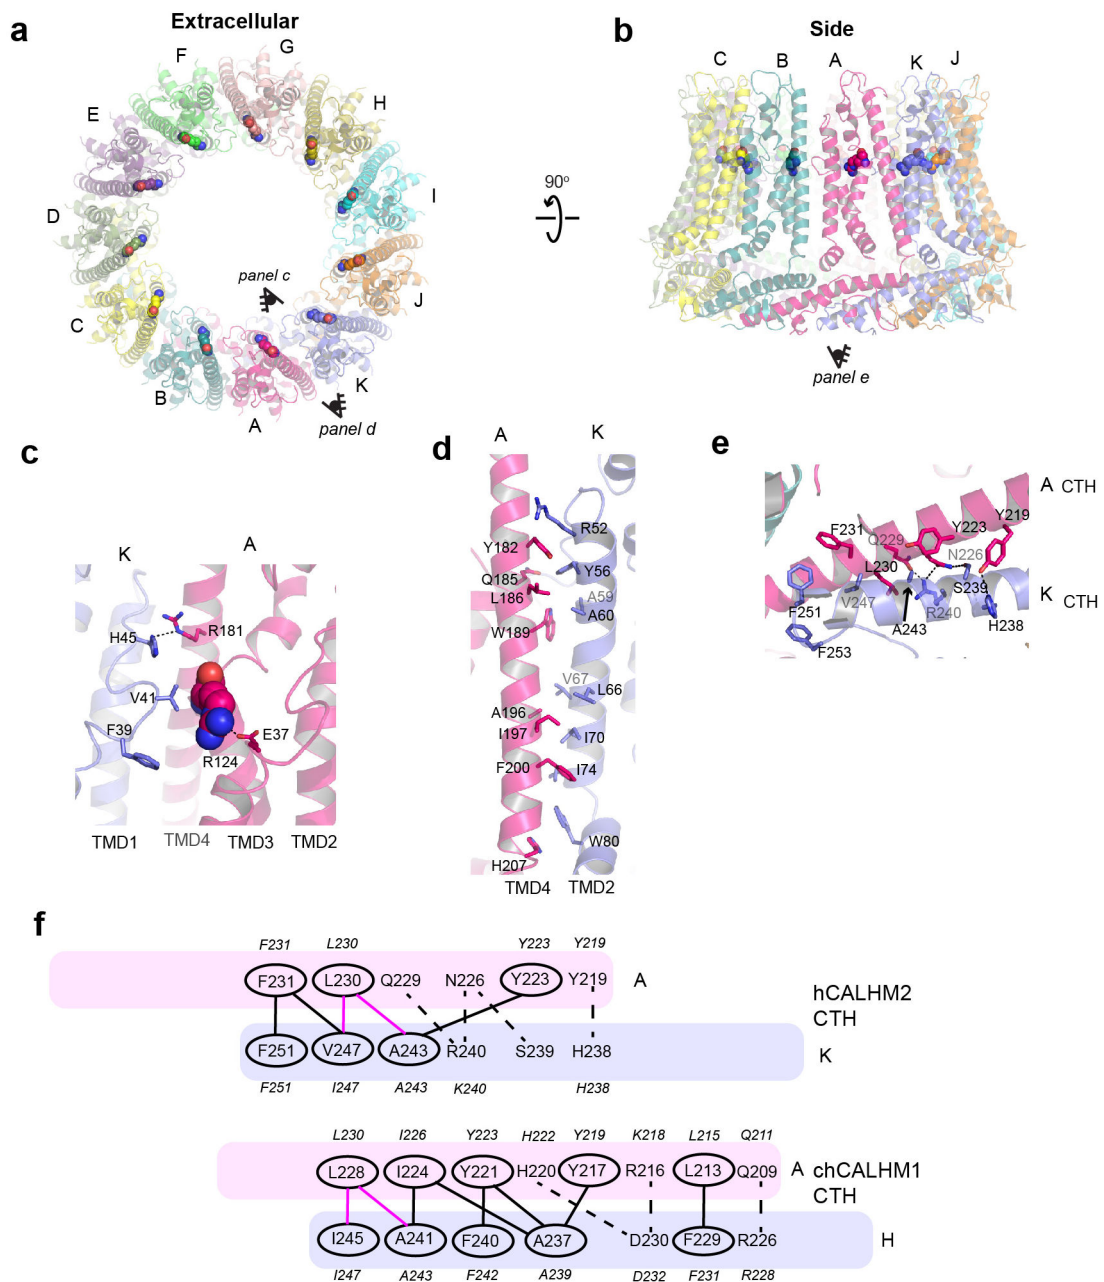 a
Extracellular
F
G
E
H
D
I
C
J
B
A
K
panel c
panel d
90o
b
Side
C
B
A
K
J
panel e
c
K
A
H45
R181
V41
F39
E37
R124
TMD1
TMD4
TMD3
TMD2
d
A
K
R52
Y182
Y56
Q185
L186
A59
A60
W189
V67
L66
A196
I197
I70
F200
I74
W80
H207
TMD4
TMD2
e
A CTH
F231
Y223
Y219
Q229
N226
L230
K CTH
F251
V247
S239
R240
A243
H238
F253
f
F231 L230 Y223 Y219
F231 L230 Q229 N226 Y223 Y219 A
hCALHM2
CTH
F251 V247 A243 R240 S239 H238 K
F251 I247 A243 K240 H238
L230 I226 Y223 H222 Y219 K218 L215 Q211
L228 I224 Y221 H220 Y217 R216 L213 Q209 A
chCALHM1
CTH
I245 A241 F240 A237 D230 F229 R226 H
I247 A243 F242 A239 D232 F231 R228